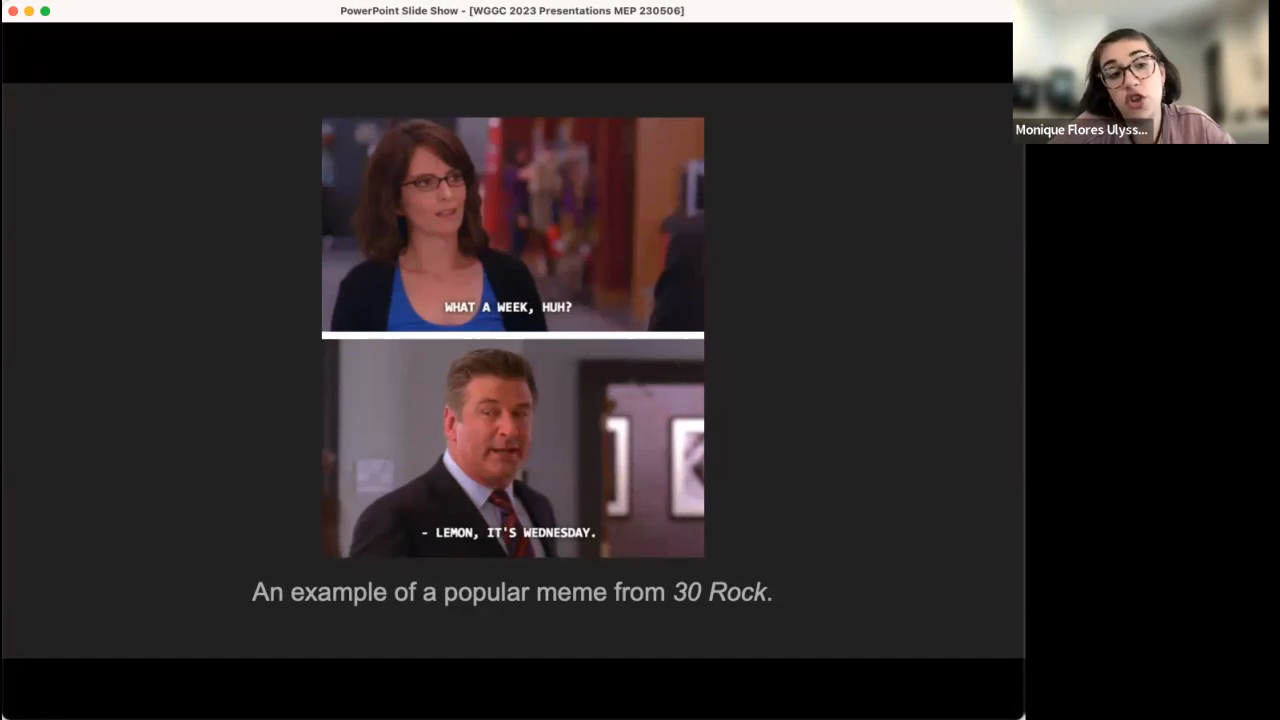 PowerPoint Slide Show - [WGGC 2023 Presentations MEP 230506]
Monique Flores Ulyss...
WHAT A WEEK, HUH?
- LEMON, IT'S WEDNESDAY.
An example of a popular meme from 30 Rock.